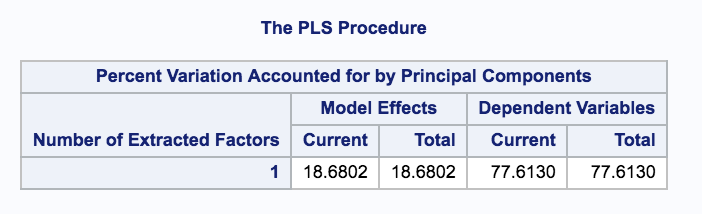 The PLS Procedure
Percent Variation Accounted for by Principal Components
Number of Extracted Factors Model Effects Dependent Variables
Current Total Current Total
1 18.6802 18.6802 77.6130 77.6130